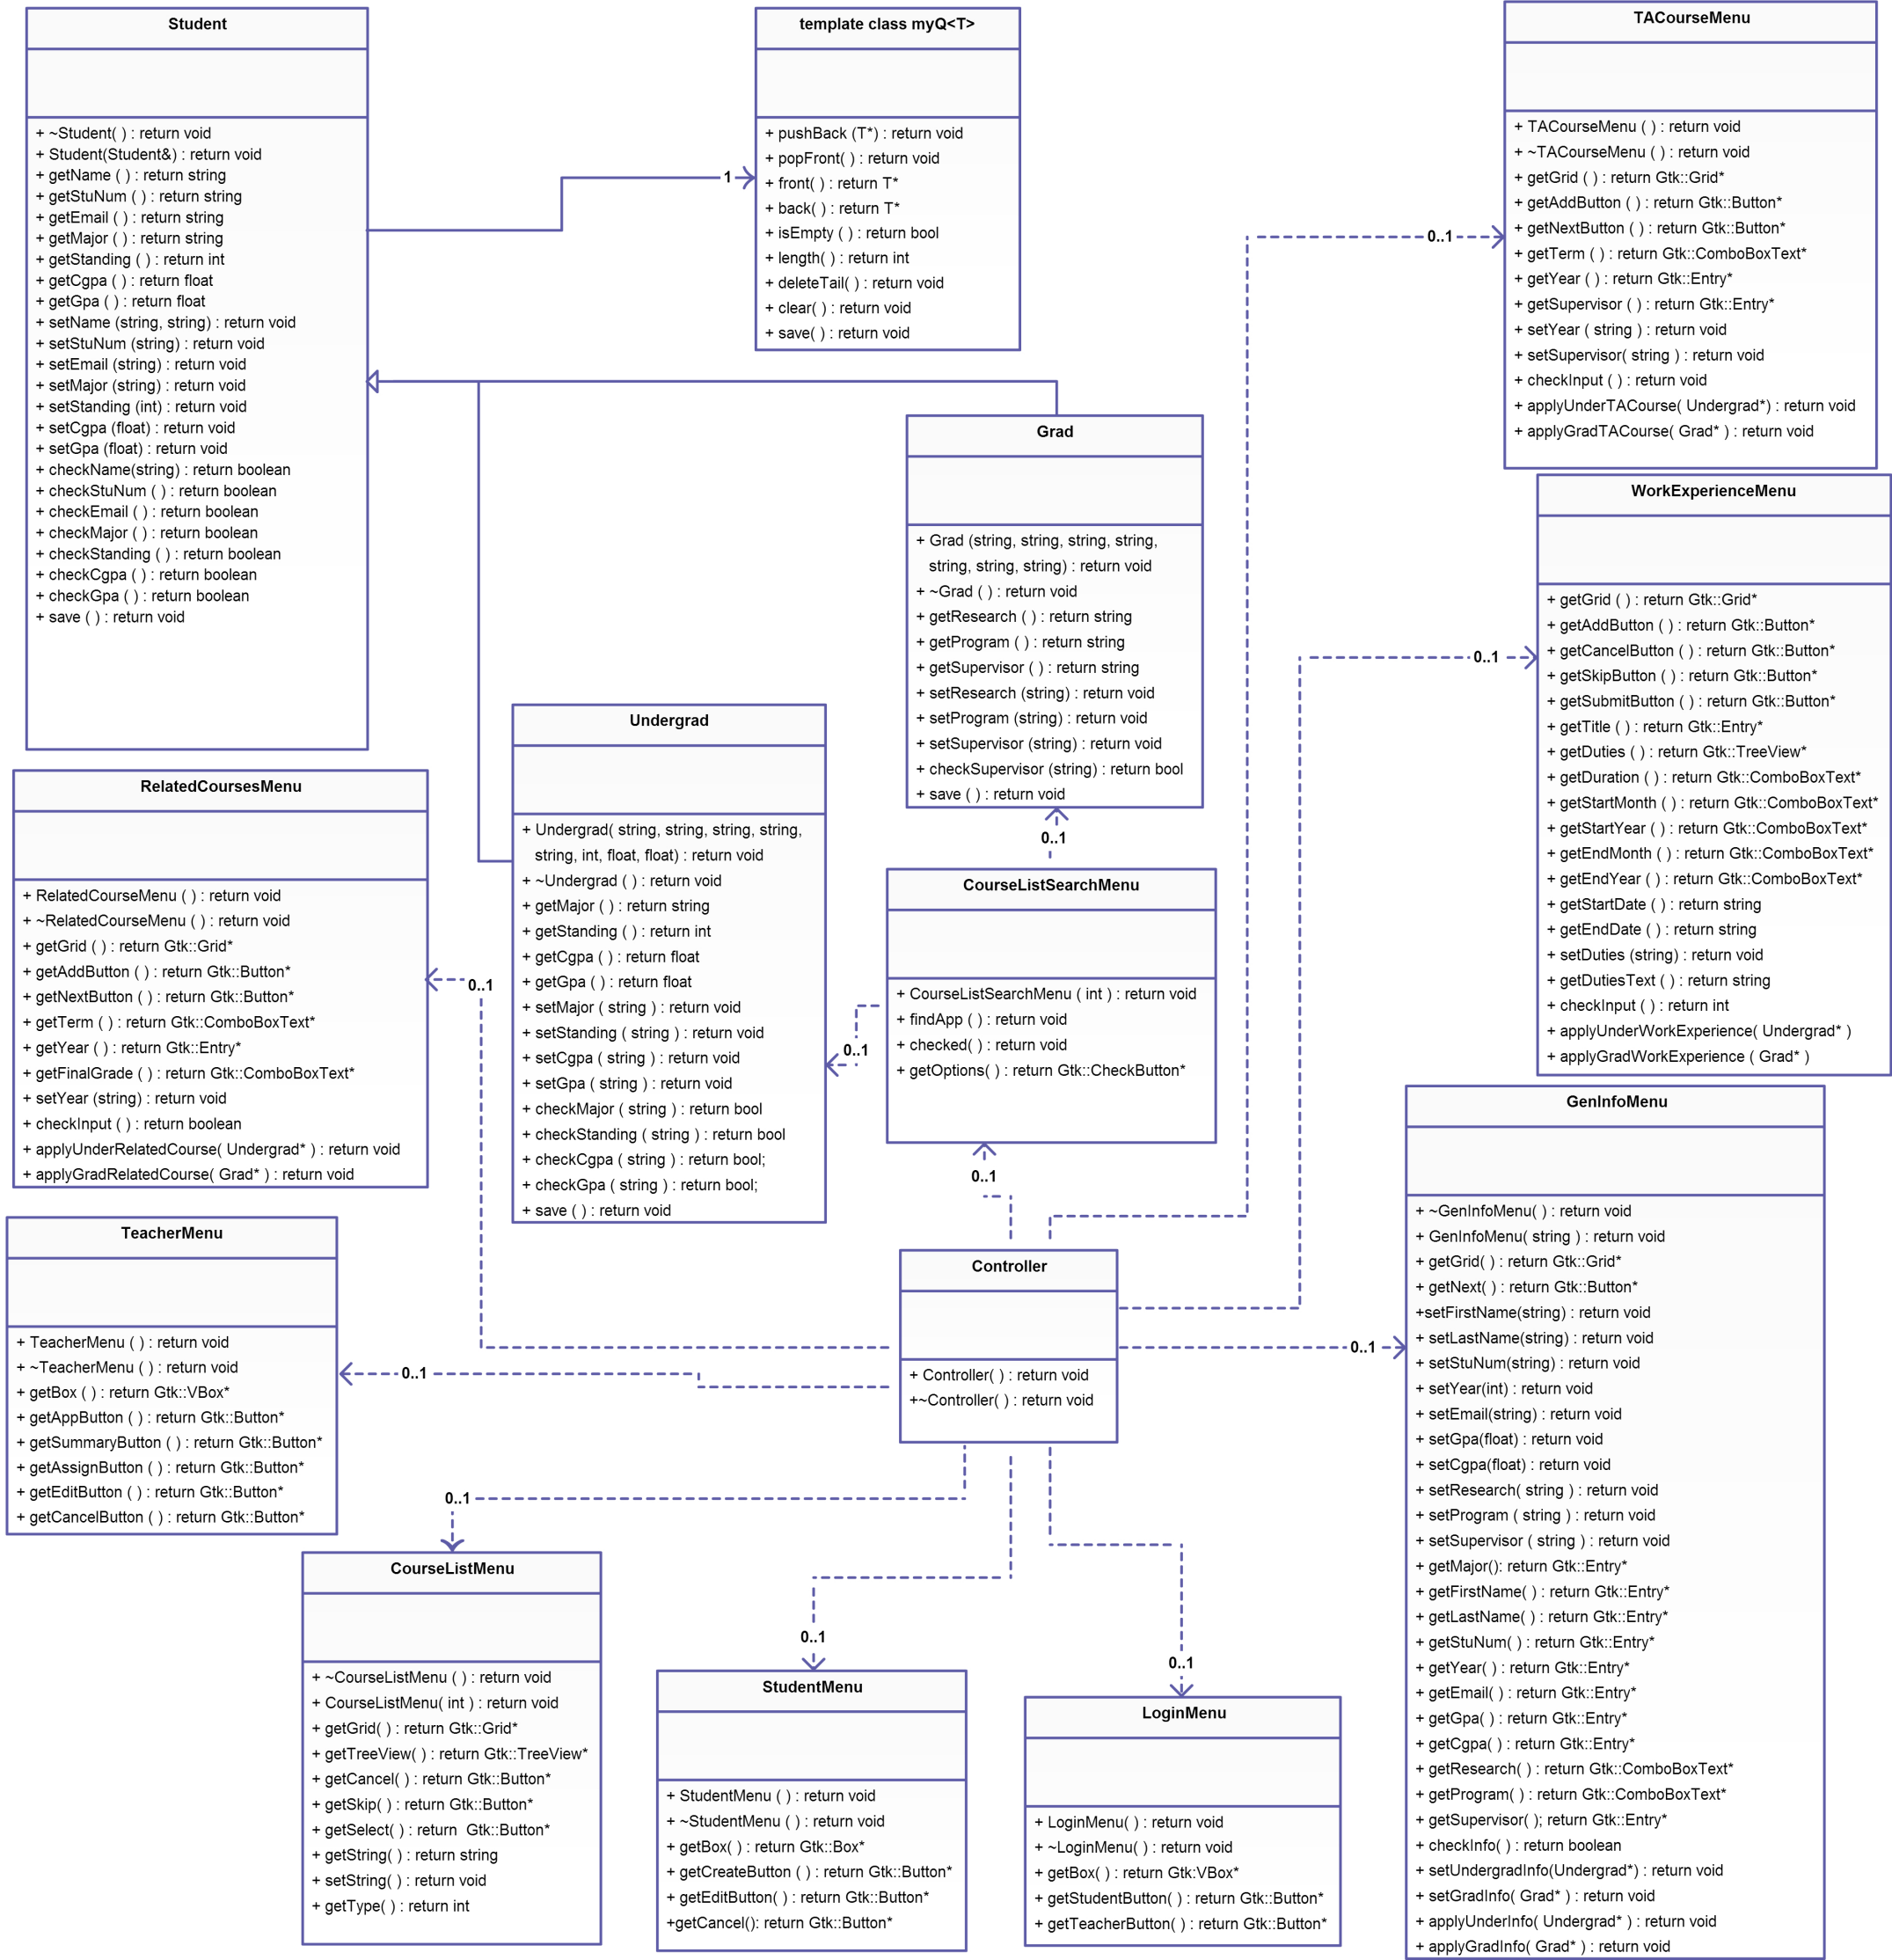 Student
+ ~Student( ) : return void
+ Student(Student&) : return void
+ getName ( ) : return string
+ getStuNum ( ) : return string
+ getEmail ( ) : return string
+ getMajor ( ) : return string
+ getStanding ( ) : return int
+ getCgpa ( ) : return float
+ getGpa ( ) : return float
+ setName (string, string) : return void
+ setStuNum (string) : return void
+ setEmail (string) : return void
+ setMajor (string) : return void
+ setStanding (int) : return void
+ setCgpa (float) : return void
+ setGpa (float) : return void
+ checkName(string) : return boolean
+ checkStuNum ( ) : return boolean
+ checkEmail ( ) : return boolean
+ checkMajor ( ) : return boolean
+ checkStanding ( ) : return boolean
+ checkCgpa ( ) : return boolean
+ checkGpa ( ) : return boolean
+ save ( ) : return void
1
template class myQ<T>
+ pushBack (T*) : return void
+ popFront( ) : return void
+ front( ) : return T*
+ back( ) : return T*
+ isEmpty ( ) : return bool
+ length( ) : return int
+ deleteTail( ) : return void
+ clear( ) : return void
+ save( ) : return void
TACourseMenu
+ TACourseMenu ( ) : return void
+ ~TACourseMenu ( ) : return void
+ getGrid ( ) : return Gtk::Grid*
+ getAddButton ( ) : return Gtk::Button*
+ getNextButton ( ) : return Gtk::Button*
+ getTerm ( ) : return Gtk::ComboBoxText*
+ getYear ( ) : return Gtk::Entry*
+ getSupervisor ( ) : return Gtk::Entry*
+ setYear ( string ) : return void
+ setSupervisor( string ) : return void
+ checkInput ( ) : return void
+ applyUnderTACourse( Undergrad*) : return void
+ applyGradTACourse( Grad* ) : return void
0..1
Grad
+ Grad (string, string, string, string,
string, string, string) : return void
+ ~Grad ( ) : return void
+ getResearch ( ) : return string
+ getProgram ( ) : return string
+ getSupervisor ( ) : return string
+ setResearch (string) : return void
+ setProgram (string) : return void
+ setSupervisor (string) : return void
+ checkSupervisor (string) : return bool
+ save ( ) : return void
0..1
WorkExperienceMenu
+ getGrid ( ) : return Gtk::Grid*
+ getAddButton ( ) : return Gtk::Button*
+ getCancelButton ( ) : return Gtk::Button*
+ getSkipButton ( ) : return Gtk::Button*
+ getSubmitButton ( ) : return Gtk::Button*
+ getTitle ( ) : return Gtk::Entry*
+ getDuties ( ) : return Gtk::TreeView*
+ getDuration ( ) : return Gtk::ComboBoxText*
+ getStartMonth ( ) : return Gtk::ComboBoxText*
+ getStartYear ( ) : return Gtk::ComboBoxText*
+ getEndMonth ( ) : return Gtk::ComboBoxText*
+ getEndYear ( ) : return Gtk::ComboBoxText*
+ getStartDate ( ) : return string
+ getEndDate ( ) : return string
+ setDuties (string) : return void
+ getDutiesText ( ) : return string
+ checkInput ( ) : return int
+ applyUnderWorkExperience( Undergrad* )
+ applyGradWorkExperience ( Grad* )
0..1
Undergrad
+ Undergrad( string, string, string, string,
string, int, float, float) : return void
+ ~Undergrad ( ) : return void
+ getMajor ( ) : return string
+ getStanding ( ) : return int
+ getCgpa ( ) : return float
+ getGpa ( ) : return float
+ setMajor ( string ) : return void
+ setStanding ( string ) : return void
+ setCgpa ( string ) : return void
+ setGpa ( string ) : return void
+ checkMajor ( string ) : return bool
+ checkStanding ( string ) : return bool
+ checkCgpa ( string ) : return bool;
+ checkGpa ( string ) : return bool;
+ save ( ) : return void
0..1
RelatedCoursesMenu
+ RelatedCourseMenu ( ) : return void
+ ~RelatedCourseMenu ( ) : return void
+ getGrid ( ) : return Gtk::Grid*
+ getAddButton ( ) : return Gtk::Button*
+ getNextButton ( ) : return Gtk::Button*
+ getTerm ( ) : return Gtk::ComboBoxText*
+ getYear ( ) : return Gtk::Entry*
+ getFinalGrade ( ) : return Gtk::ComboBoxText*
+ setYear (string) : return void
+ checkInput ( ) : return boolean
+ applyUnderRelatedCourse( Undergrad* ) : return void
+ applyGradRelatedCourse( Grad* ) : return void
0..1
CourseListSearchMenu
+ CourseListSearchMenu ( int ) : return void
+ findApp ( ) : return void
+ checked( ) : return void
+ getOptions( ) : return Gtk::CheckButton*
0..1
GenInfoMenu
+ ~GenInfoMenu( ) : return void
+ GenInfoMenu( string ) : return void
+ getGrid( ) : return Gtk::Grid*
+ getNext( ) : return Gtk::Button*
+setFirstName(string) : return void
+ setLastName(string) : return void
+ setStuNum(string) : return void
+ setYear(int) : return void
+ setEmail(string) : return void
+ setGpa(float) : return void
+ setCgpa(float) : return void
+ setResearch( string ) : return void
+ setProgram ( string ) : return void
+ setSupervisor ( string ) : return void
+ getMajor(): return Gtk::Entry*
+ getFirstName( ) : return Gtk::Entry*
+ getLastName( ) : return Gtk::Entry*
+ getStuNum( ) : return Gtk::Entry*
+ getYear( ) : return Gtk::Entry*
+ getEmail( ) : return Gtk::Entry*
+ getGpa( ) : return Gtk::Entry*
+ getCgpa( ) : return Gtk::Entry*
+ getResearch( ) : return Gtk::ComboBoxText*
+ getProgram( ) : return Gtk::ComboBoxText*
+ getSupervisor( ); return Gtk::Entry*
+ checkInfo( ) : return boolean
+ setUndergradInfo(Undergrad*) : return void
+ setGradInfo( Grad* ) : return void
+ applyUnderInfo( Undergrad* ) : return void
+ applyGradInfo( Grad* ) : return void
0..1
TeacherMenu
+ TeacherMenu ( ) : return void
+ ~TeacherMenu ( ) : return void
+ getBox ( ) : return Gtk::VBox*
+ getAppButton ( ) : return Gtk::Button*
+ getSummaryButton ( ) : return Gtk::Button*
+ getAssignButton ( ) : return Gtk::Button*
+ getEditButton ( ) : return Gtk::Button*
+ getCancelButton ( ) : return Gtk::Button*
0..1
Controller
+ Controller( ) : return void
+~Controller( ) : return void
0..1
CourseListMenu
+ ~CourseListMenu ( ) : return void
+ CourseListMenu( int ) : return void
+ getGrid( ) : return Gtk::Grid*
+ getTreeView( ) : return Gtk::TreeView*
+ getCancel( ) : return Gtk::Button*
+ getSkip( ) : return Gtk::Button*
+ getSelect( ) : return Gtk::Button*
+ getString( ) : return string
+ setString( ) : return void
+ getType( ) : return int
0..1
StudentMenu
+ StudentMenu ( ) : return void
+ ~StudentMenu ( ) : return void
+ getBox( ) : return Gtk::Box*
+ getCreateButton ( ) : return Gtk::Button*
+ getEditButton( ) : return Gtk::Button*
+getCancel(): return Gtk::Button*
0..1
LoginMenu
+ LoginMenu( ) : return void
+ ~LoginMenu( ) : return void
+ getBox( ) : return Gtk:VBox*
+ getStudentButton( ) : return Gtk::Button*
+ getTeacherButton( ) : return Gtk::Button*